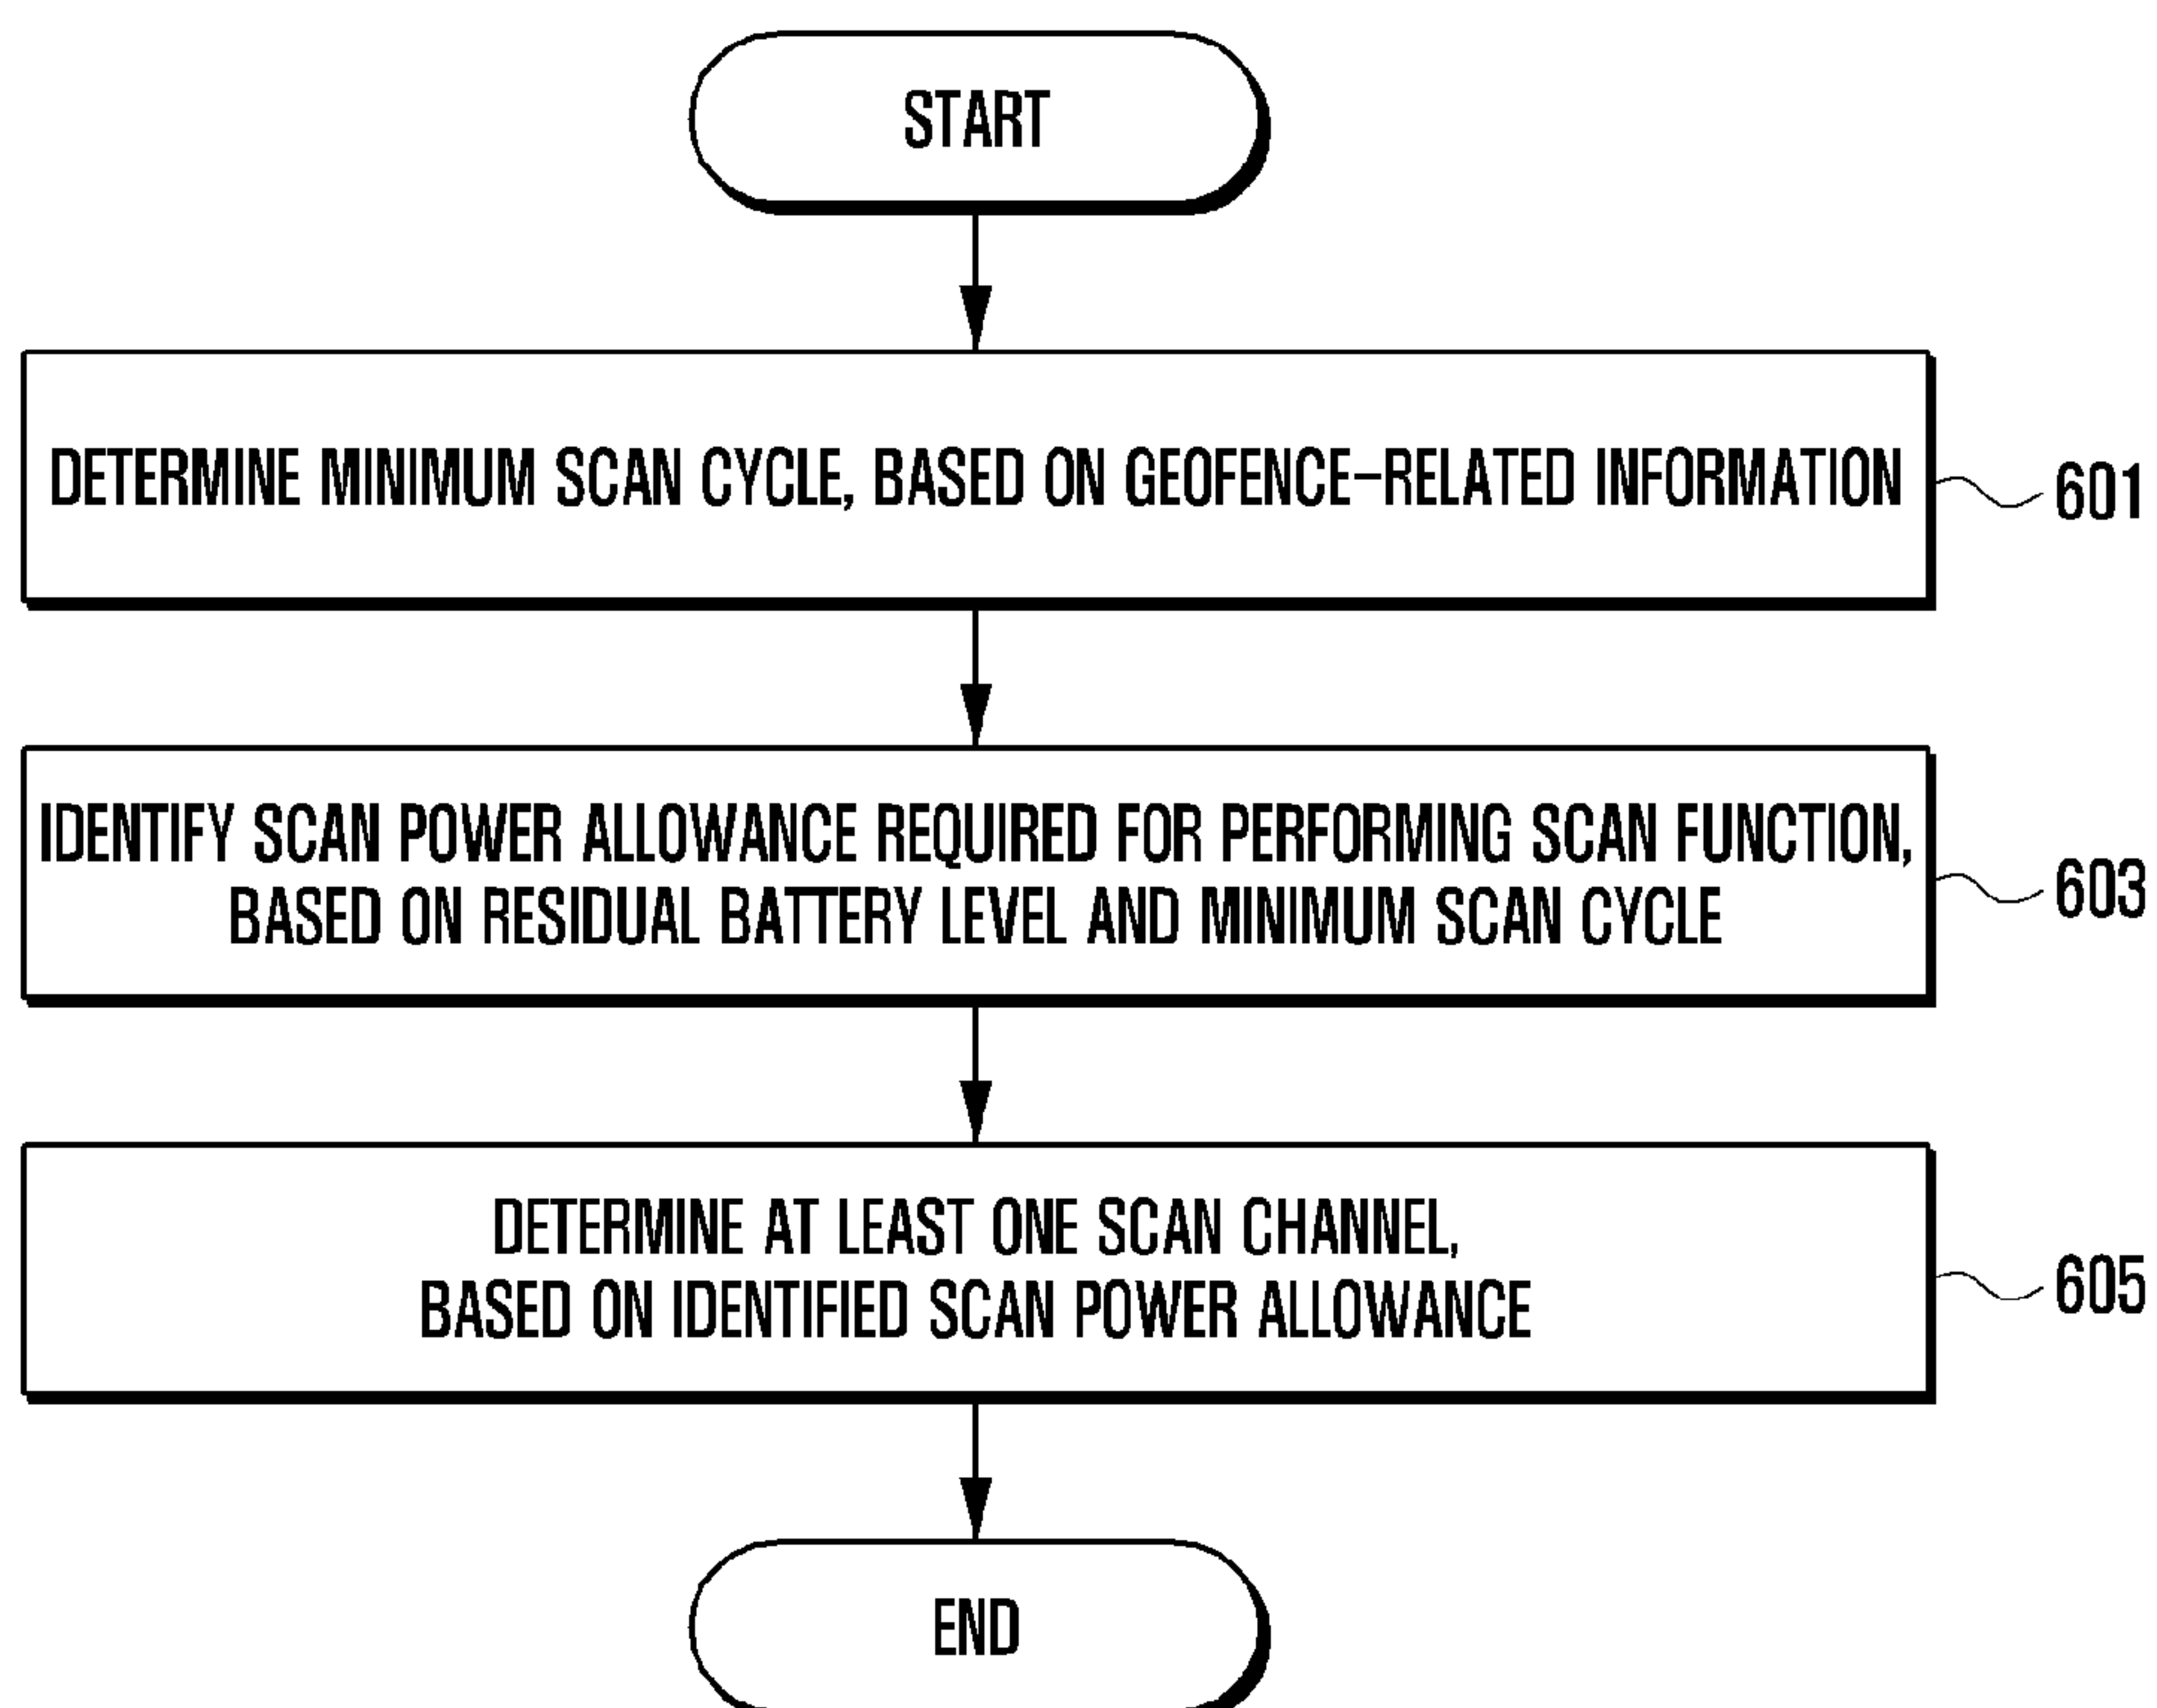 START
DETERMINE MINIMUM SCAN CYCLE, BASED ON GEOFENCE-RELATED INFORMATION
601
IDENTIFY SCAN POWER ALLOWANCE REQUIRED FOR PERFORMING SCAN FUNCTION,
BASED ON RESIDUAL BATTERY LEVEL AND MINIMUM SCAN CYCLE
603
DETERMINE AT LEAST ONE SCAN CHANNEL,
BASED ON IDENTIFIED SCAN POWER ALLOWANCE
605
END